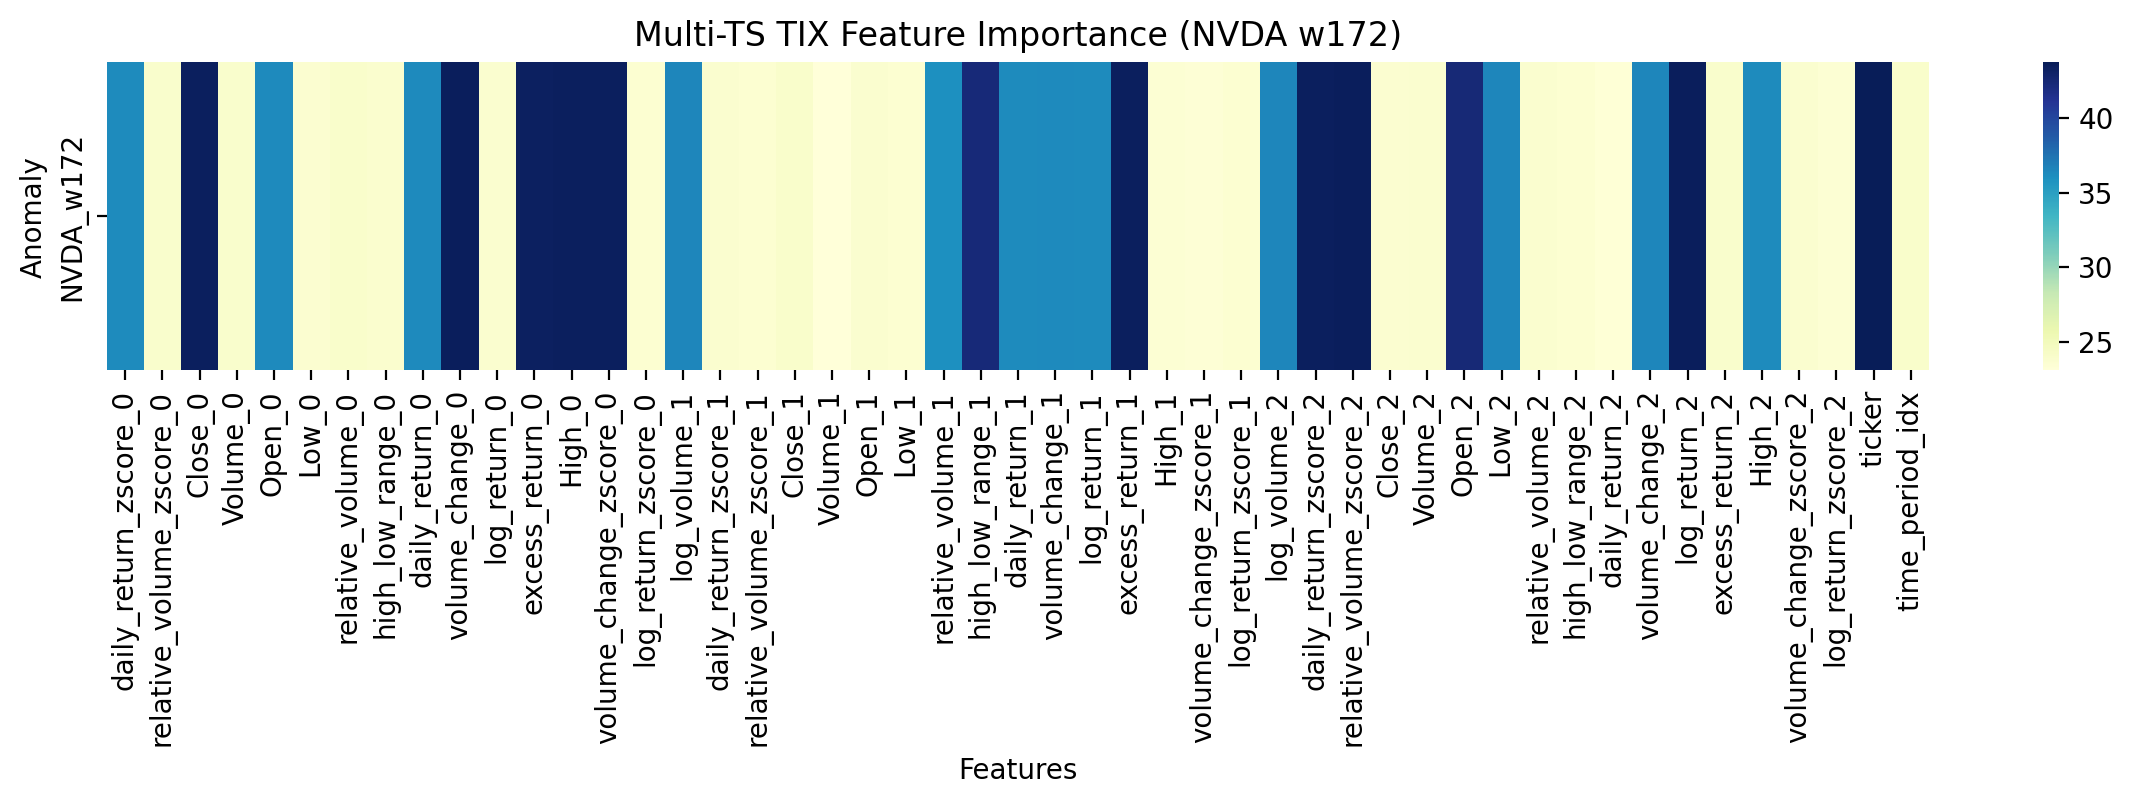 Multi-TS TIX Feature Importance (NVDA w172)
Anomaly
NVDA_w172
40
35
30
25
daily_return_zscore_0
relative_volume_zscore_0
Close_0
Volume_0
Open_0
Low_0
relative_volume_0
high_low_range_0
daily_return_0
volume_change_0
log_return_0
excess_return_0
High_0
volume_change_zscore_0
log_return_zscore_0
log_volume_1
daily_return_zscore_1
relative_volume_zscore_1
Close_1
Volume_1
Open_1
Low_1
relative_volume_1
high_low_range_1
daily_return_1
volume_change_1
log_return_1
excess_return_1
High_1
volume_change_zscore_1
log_return_zscore_1
log_volume_2
daily_return_zscore_2
relative_volume_zscore_2
Close_2
Volume_2
Open_2
Low_2
relative_volume_2
high_low_range_2
daily_return_2
volume_change_2
log_return_2
excess_return_2
High_2
volume_change_zscore_2
log_return_zscore_2
ticker
time_period_idx
Features